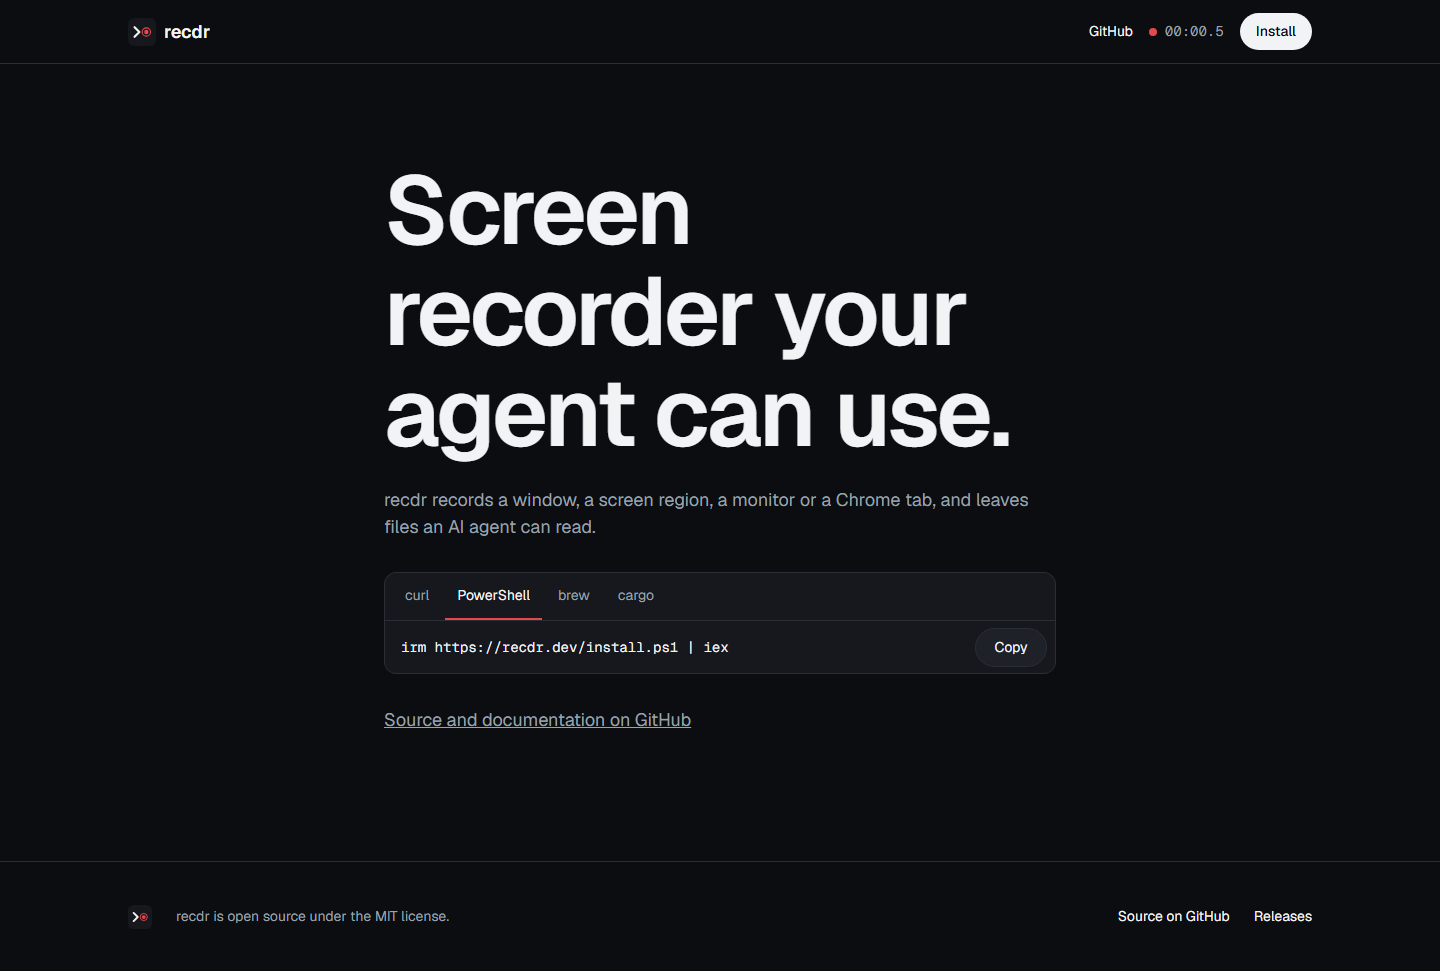 recdr
GitHub
00:00.5
Install
Screen
recorder your
agent can use.
recdr records a window, a screen region, a monitor or a Chrome tab, and leaves
files an AI agent can read.
curl
PowerShell
brew
cargo
irm https://recdr.dev/install.ps1 | iex
Copy
Source and documentation on GitHub
recdr is open source under the MIT license.
Source on GitHub
Releases